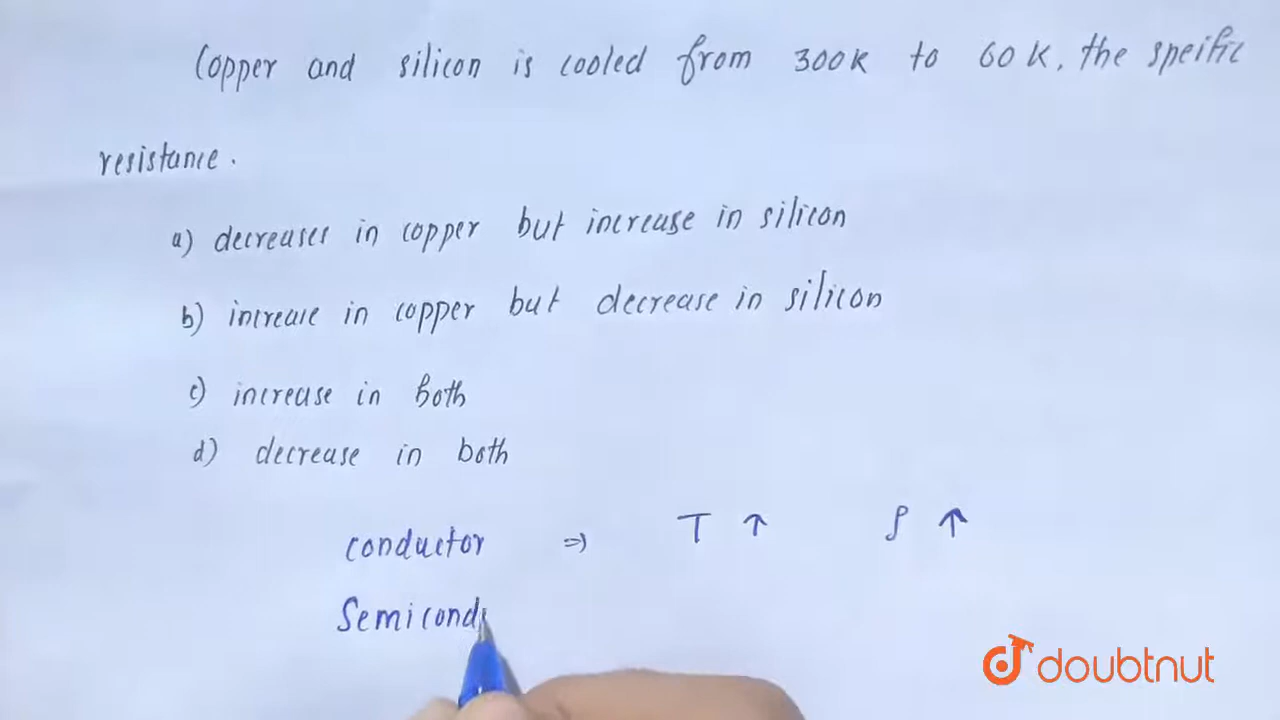 Copper and silicon is cooled from 300K to 60K, the speific
resistance.
a) decreases in copper but increase in silicon
b) increase in copper but decrease in silicon
c) increase in both
d) decrease in both
conductor ⇒ T ↑ ρ ↑
Semicond
doubtnut